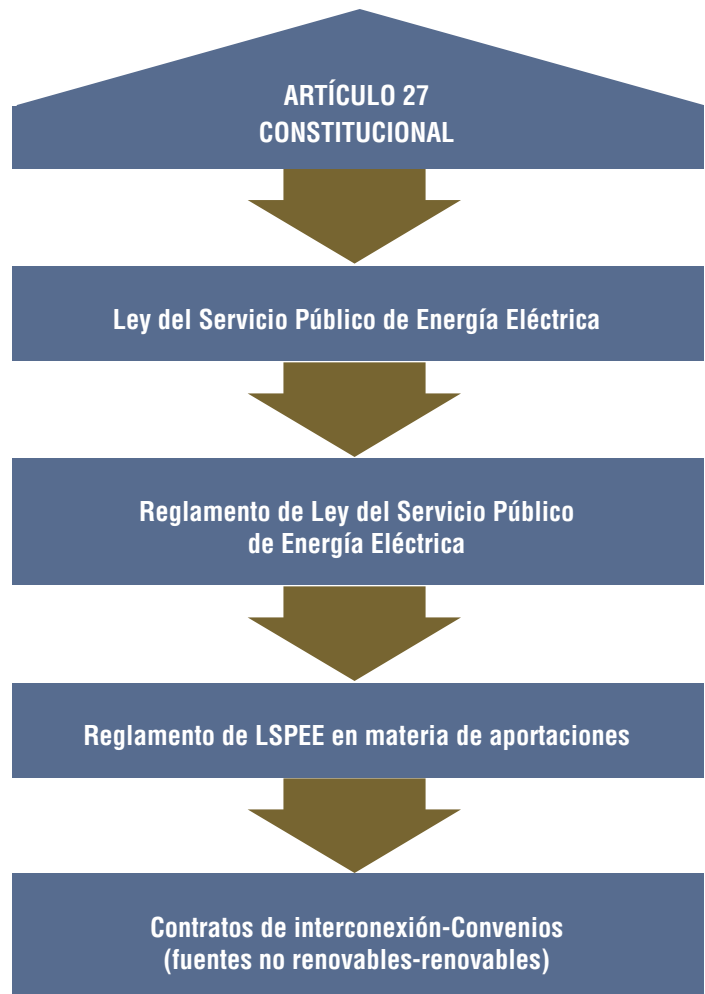 ARTÍCULO 27
CONSTITUCIONAL
Ley del Servicio Público de Energía Eléctrica
Reglamento de Ley del Servicio Público
de Energía Eléctrica
Reglamento de LSPEE en materia de aportaciones
Contratos de interconexión-Convenios
(fuentes no renovables-renovables)